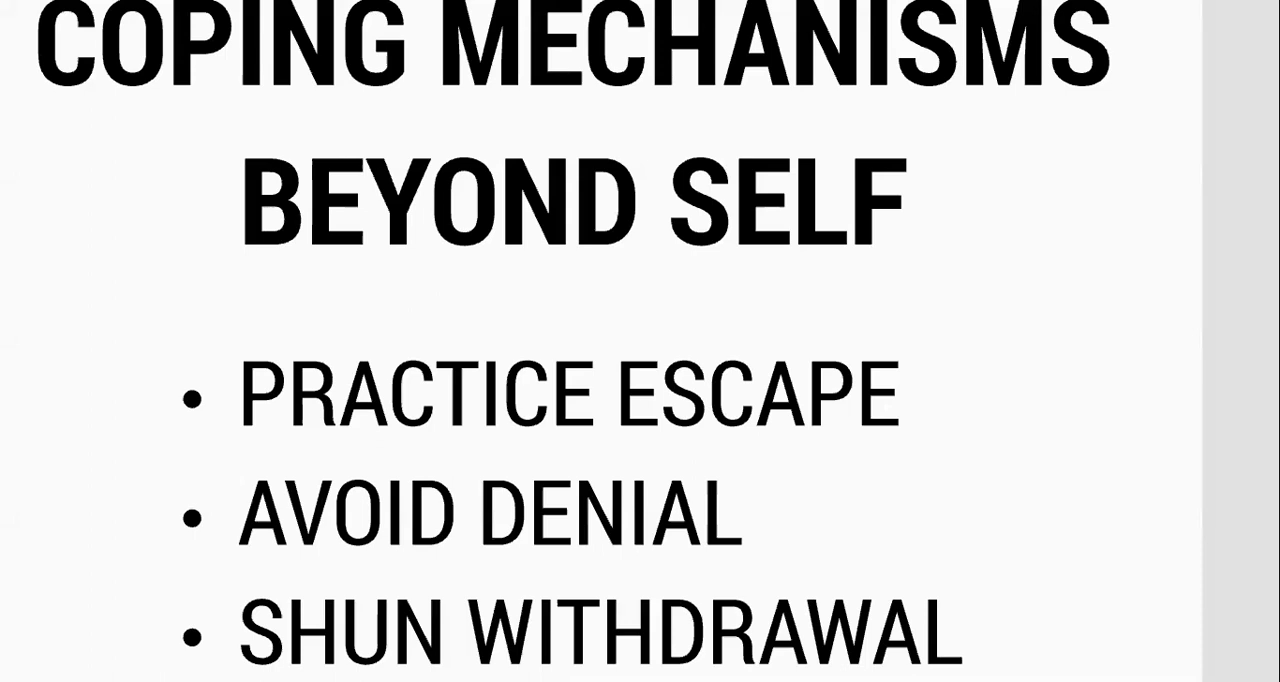 COPING MECHANISMS
BEYOND SELF
• PRACTICE ESCAPE
• AVOID DENIAL
• SHUN WITHDRAWAL